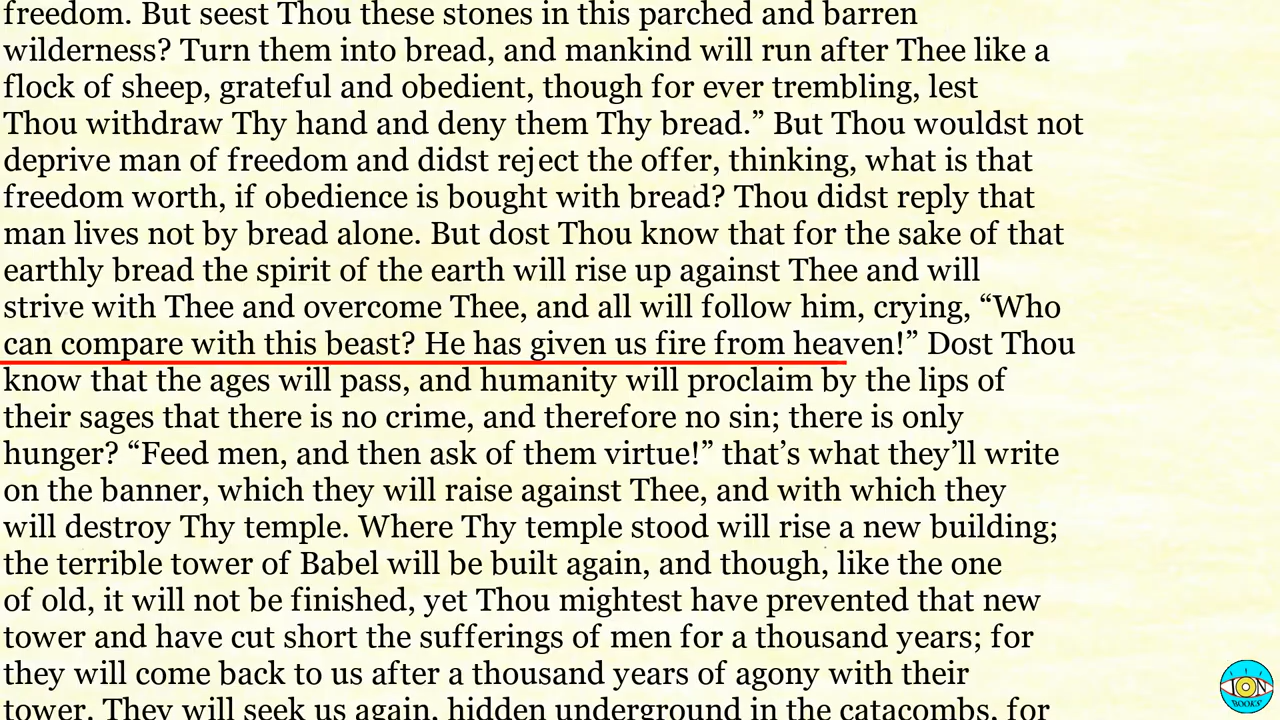 freedom. But seest Thou these stones in this parched and barren
wilderness? Turn them into bread, and mankind will run after Thee like a
flock of sheep, grateful and obedient, though for ever trembling, lest
Thou withdraw Thy hand and deny them Thy bread.” But Thou wouldst not
deprive man of freedom and didst reject the offer, thinking, what is that
freedom worth, if obedience is bought with bread? Thou didst reply that
man lives not by bread alone. But dost Thou know that for the sake of that
earthly bread the spirit of the earth will rise up against Thee and will
strive with Thee and overcome Thee, and all will follow him, crying, “Who
can compare with this beast? He has given us fire from heaven!” Dost Thou
know that the ages will pass, and humanity will proclaim by the lips of
their sages that there is no crime, and therefore no sin; there is only
hunger? “Feed men, and then ask of them virtue!” that’s what they’ll write
on the banner, which they will raise against Thee, and with which they
will destroy Thy temple. Where Thy temple stood will rise a new building;
the terrible tower of Babel will be built again, and though, like the one
of old, it will not be finished, yet Thou mightest have prevented that new
tower and have cut short the sufferings of men for a thousand years; for
they will come back to us after a thousand years of agony with their
tower. They will seek us again, hidden underground in the catacombs, for
ION
BOOKS